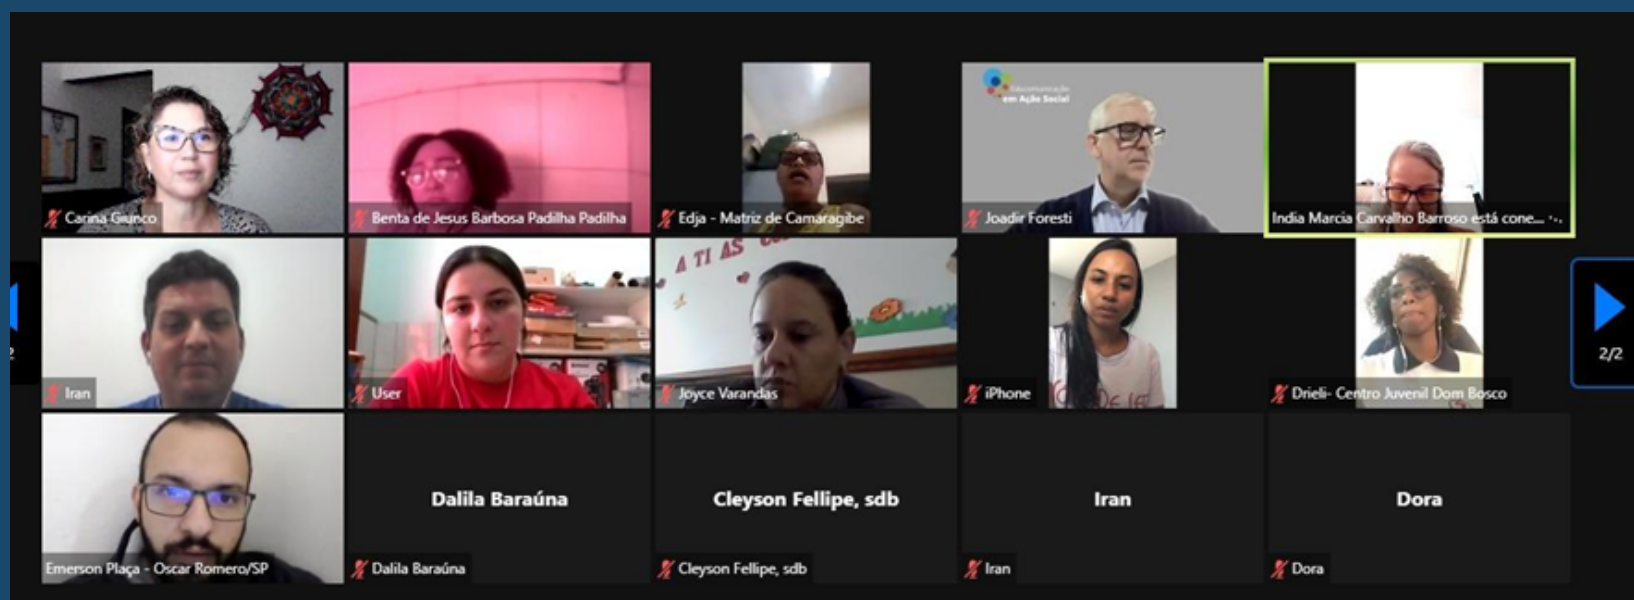 Educomunicação
em Ação Social
Carina Giunco
Benta de Jesus Barbosa Padilha Padilha
Edja - Matriz de Camaragibe
Joadir Foresti
India Marcia Carvalho Barroso está cone...
A TI AS
Iran
User
Joyce Varandas
iPhone
Drieli- Centro Juvenil Dom Bosco
2/2
Emerson Plaça - Oscar Romero/SP
Dalila Baraúna
Dalila Baraúna
Cleyson Fellipe, sdb
Cleyson Fellipe, sdb
Iran
Iran
Dora
Dora